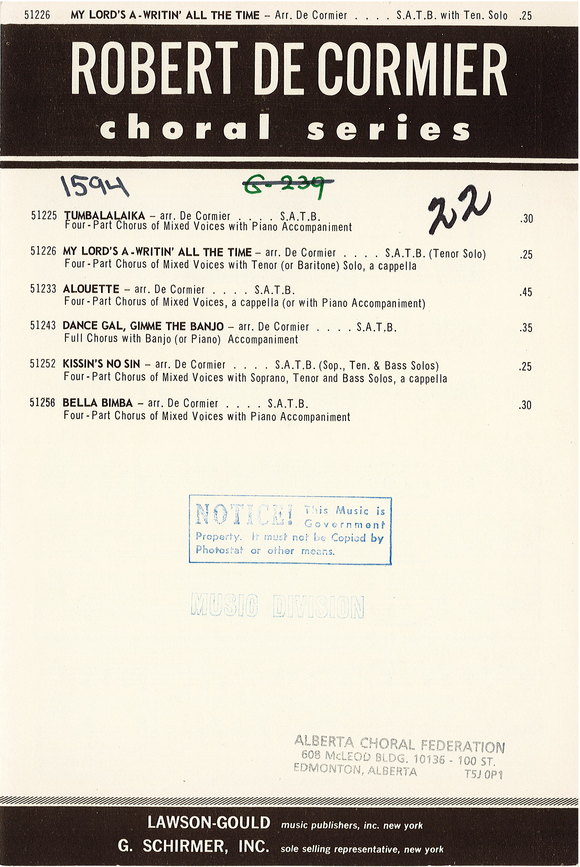 51226 MY LORD'S A-WRITIN' ALL THE TIME – Arr. De Cormier . . . . S.A.T.B. with Ten. Solo .25
ROBERT DE CORMIER
choral series
1594
G-239
22
51225 TUMBALALAIKA – arr. De Cormier . . . . S.A.T.B. .30
Four-Part Chorus of Mixed Voices with Piano Accompaniment
51226 MY LORD'S A-WRITIN' ALL THE TIME – arr. De Cormier . . . . S.A.T.B. (Tenor Solo) .25
Four-Part Chorus of Mixed Voices with Tenor (or Baritone) Solo, a cappella
51233 ALOUETTE – arr. De Cormier . . . . S.A.T.B. .45
Four-Part Chorus of Mixed Voices, a cappella (or with Piano Accompaniment)
51243 DANCE GAL, GIMME THE BANJO – arr. De Cormier . . . . S.A.T.B. .35
Full Chorus with Banjo (or Piano) Accompaniment
51252 KISSIN'S NO SIN – arr. De Cormier . . . . S.A.T.B. (Sop., Ten. & Bass Solos) .25
Four-Part Chorus of Mixed Voices with Soprano, Tenor and Bass Solos, a cappella
51256 BELLA BIMBA – arr. De Cormier . . . . S.A.T.B. .30
Four-Part Chorus of Mixed Voices with Piano Accompaniment
NOTICE! This Music is
Government
Property. It must not be Copied by
Photostat or other means.
MUSIC DIVISION
ALBERTA CHORAL FEDERATION
608 McLEOD BLDG. 10136 - 100 ST.
EDMONTON, ALBERTA T5J 0P1
LAWSON-GOULD music publishers, inc. new york
G. SCHIRMER, INC. sole selling representative, new york